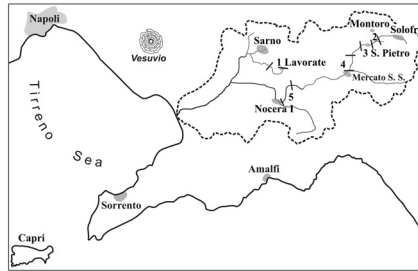 Napoli
Montoro
Solofr
2
Sarno
Vesuvio
3 S. Pietro
1 Lavorate
4
Mercato S. S.
5
Nocera I
Tirreno
Sea
Amalfi
Sorrento
Capri